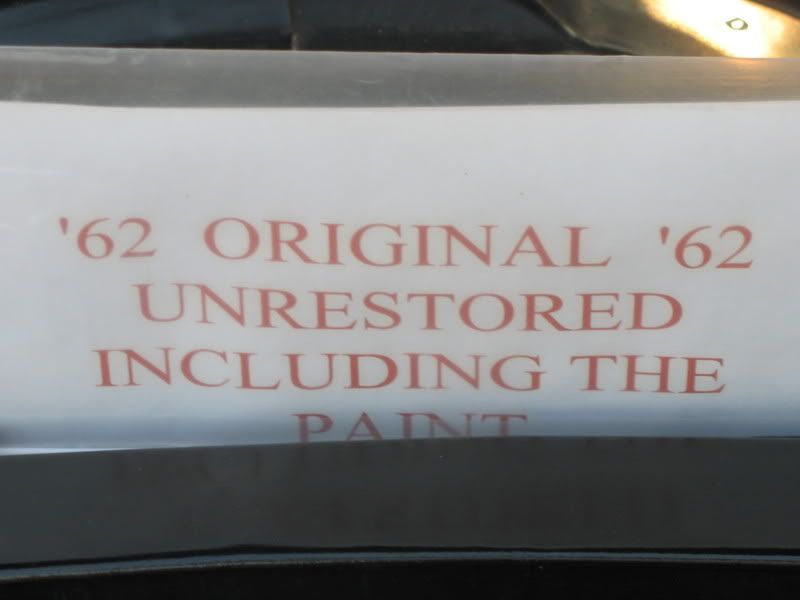 '62 ORIGINAL '62
UNRESTORED
INCLUDING THE
PAINT